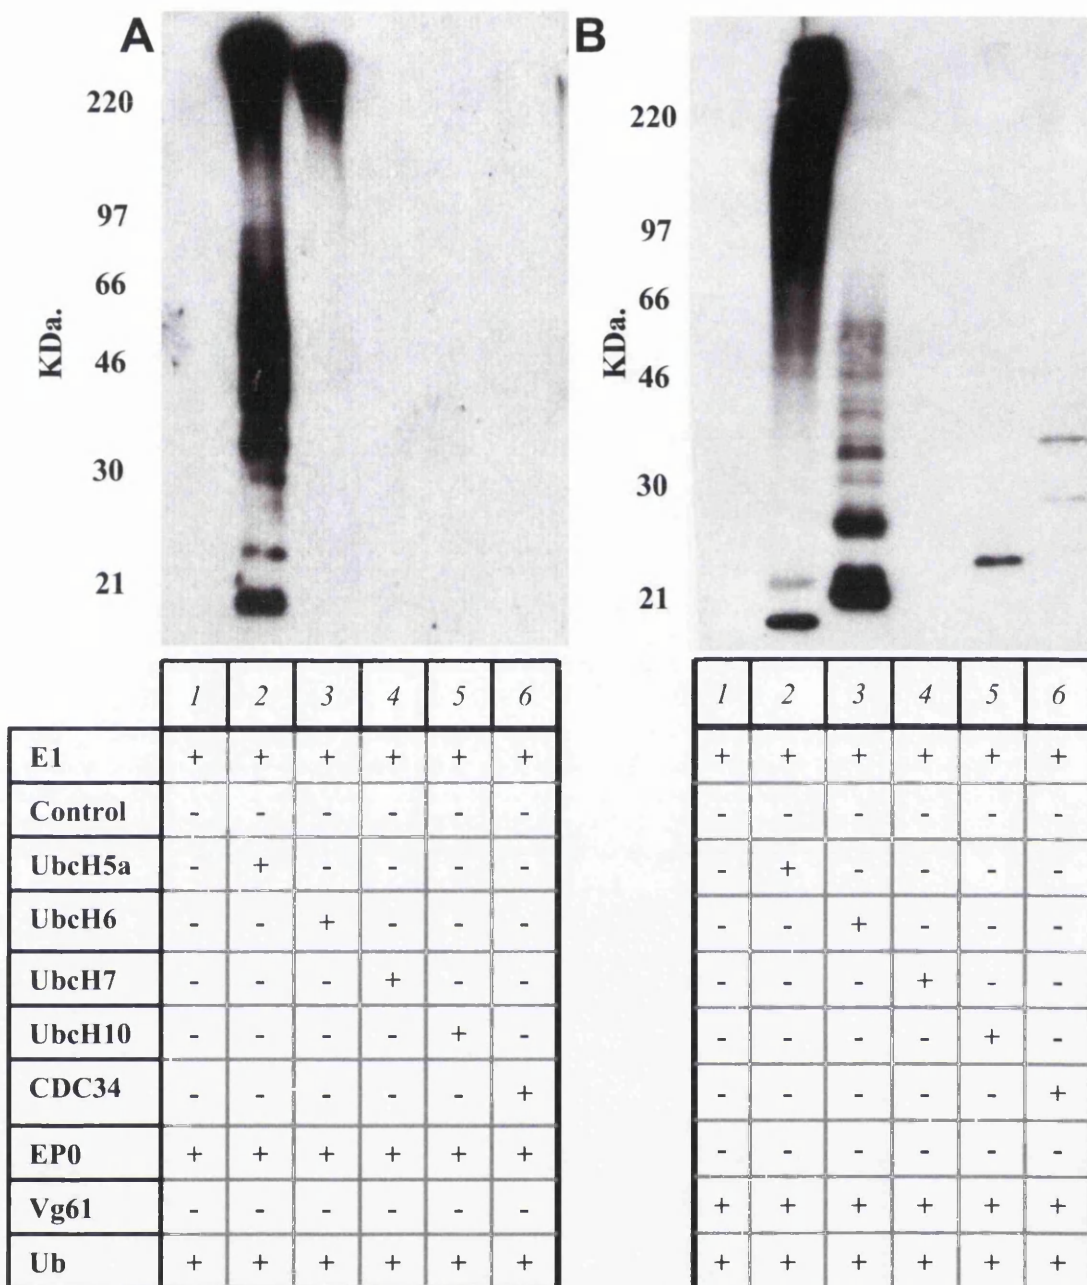 A
B
220
97
66
46
30
21
KDa.
220
97
66
46
30
21
KDa.
1 2 3 4 5 6
E1 + + + + + +
Control - - - - - -
UbcH5a - + - - - -
UbcH6 - - + - - -
UbcH7 - - - + - -
UbcH10 - - - - + -
CDC34 - - - - - +
EP0 + + + + + +
Vg61 - - - - - -
Ub + + + + + +
1 2 3 4 5 6
+ + + + + +
- - - - - -
- + - - - -
- - + - - -
- - - + - -
- - - - + -
- - - - - +
- - - - - -
+ + + + + +
+ + + + + +